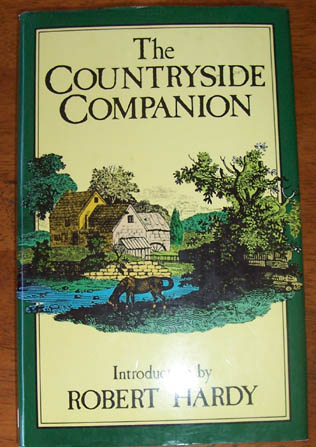 The
COUNTRYSIDE
COMPANION
Introduction by
ROBERT HARDY